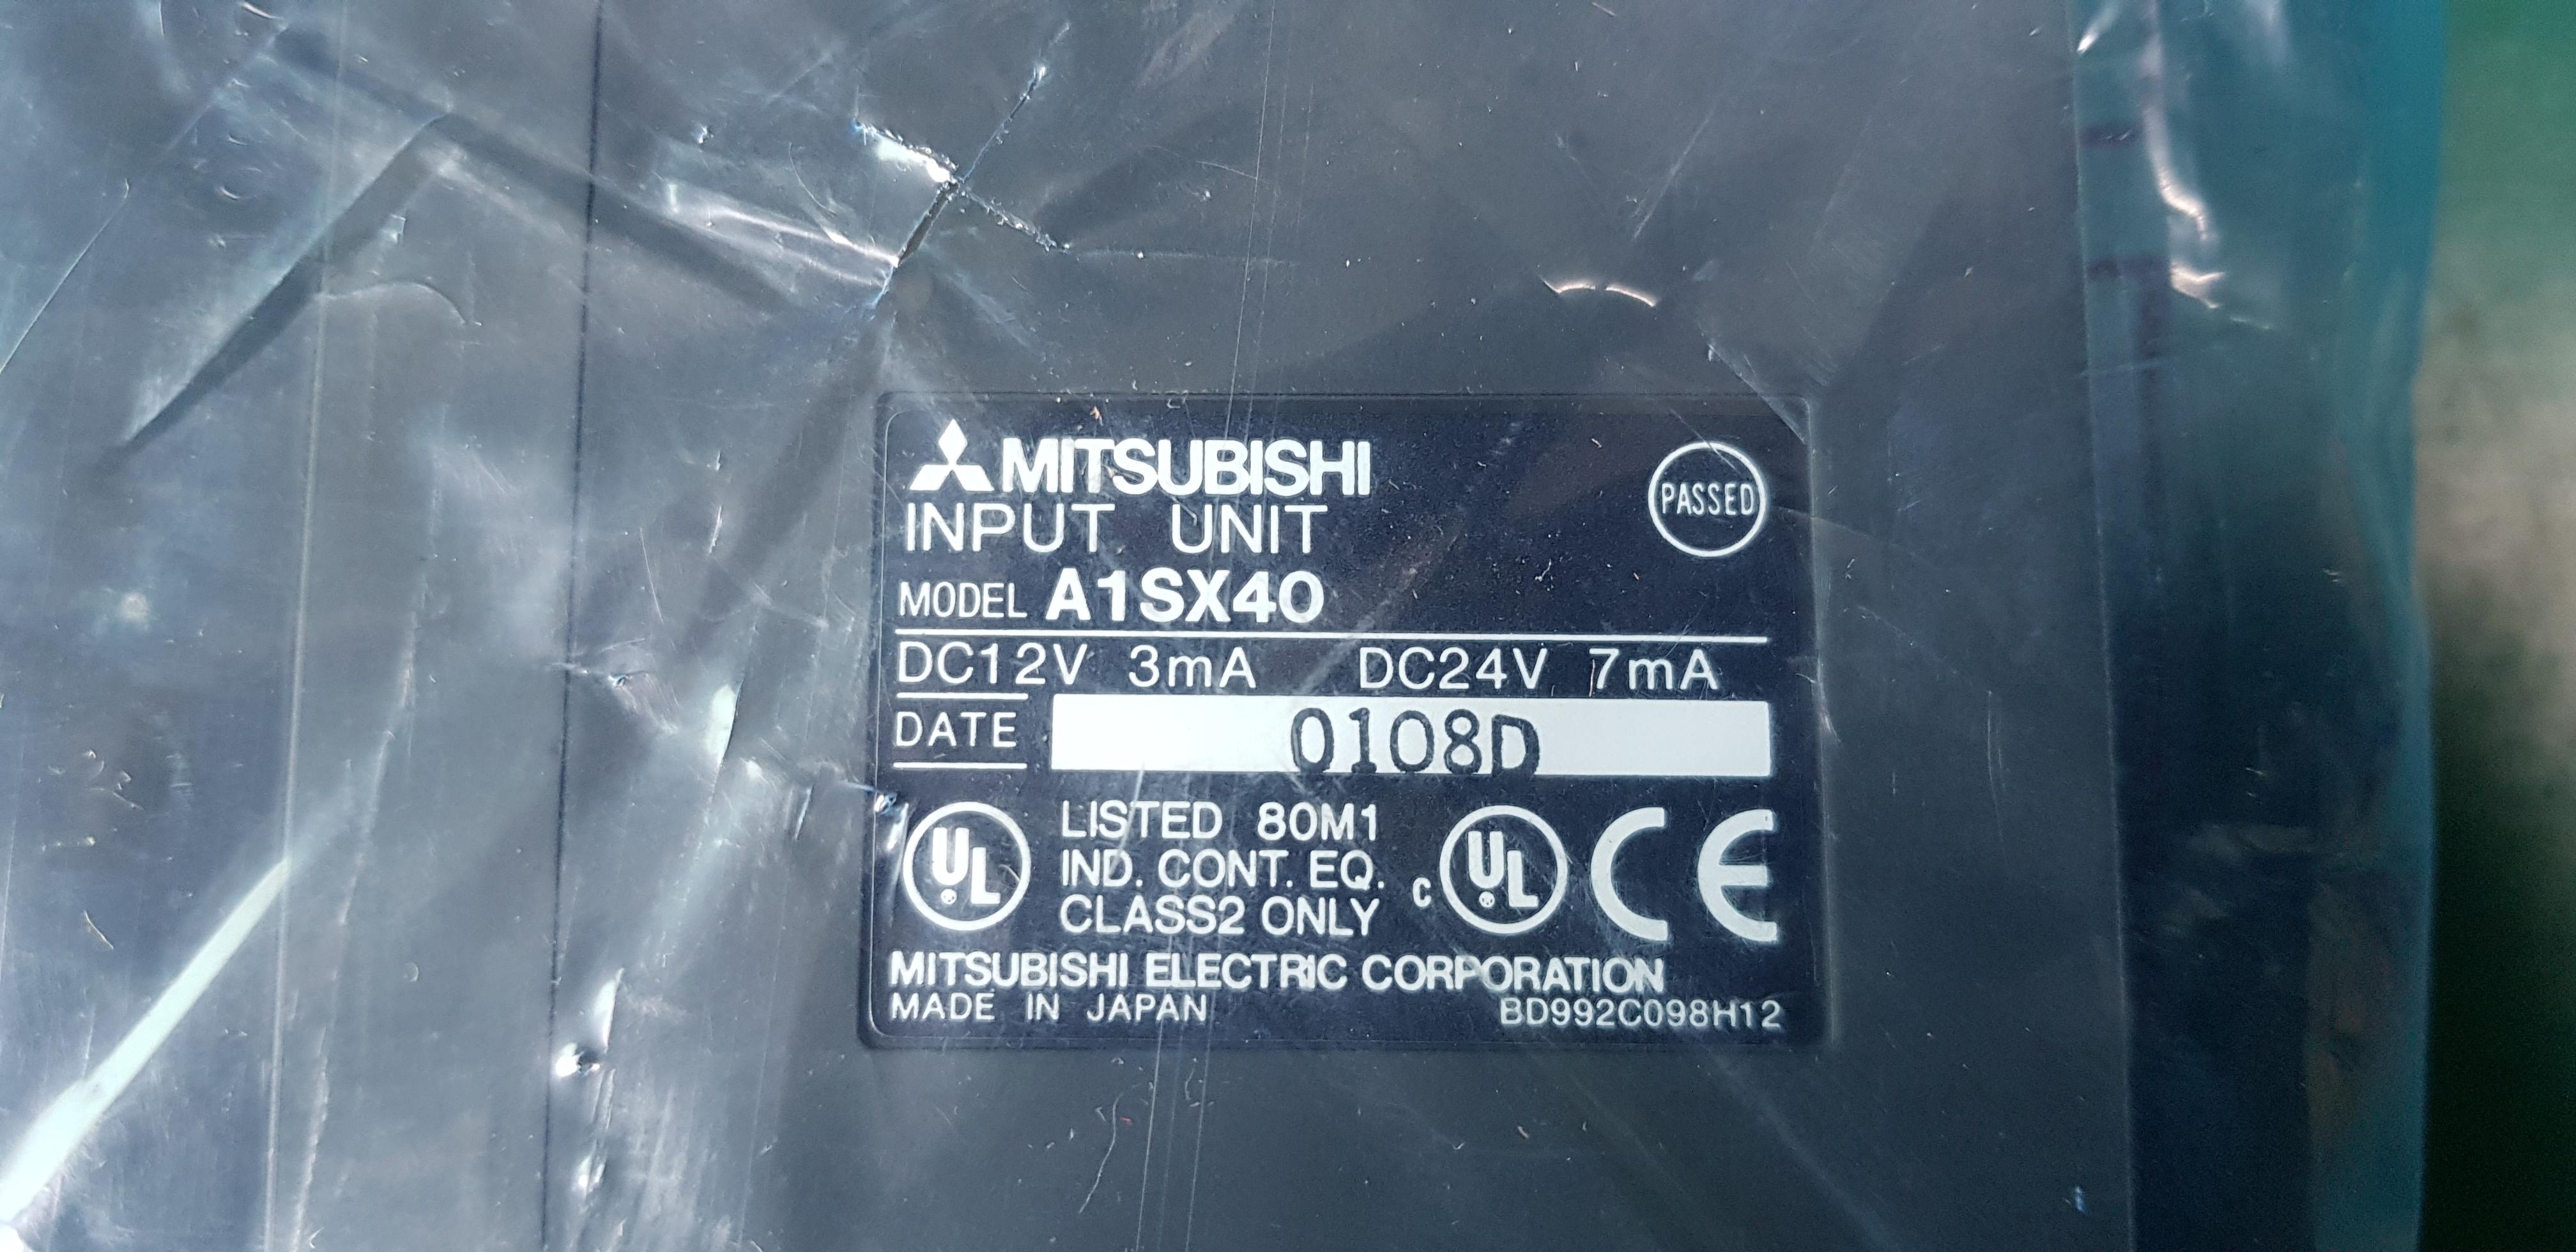 MITSUBISHI
PASSED
INPUT UNIT
MODEL A1SX40
DC12V 3mA DC24V 7mA
DATE 0108D
UL LISTED 80M1
IND. CONT. EQ.
CLASS2 ONLY
c UL CE
MITSUBISHI ELECTRIC CORPORATION
MADE IN JAPAN BD992C098H12